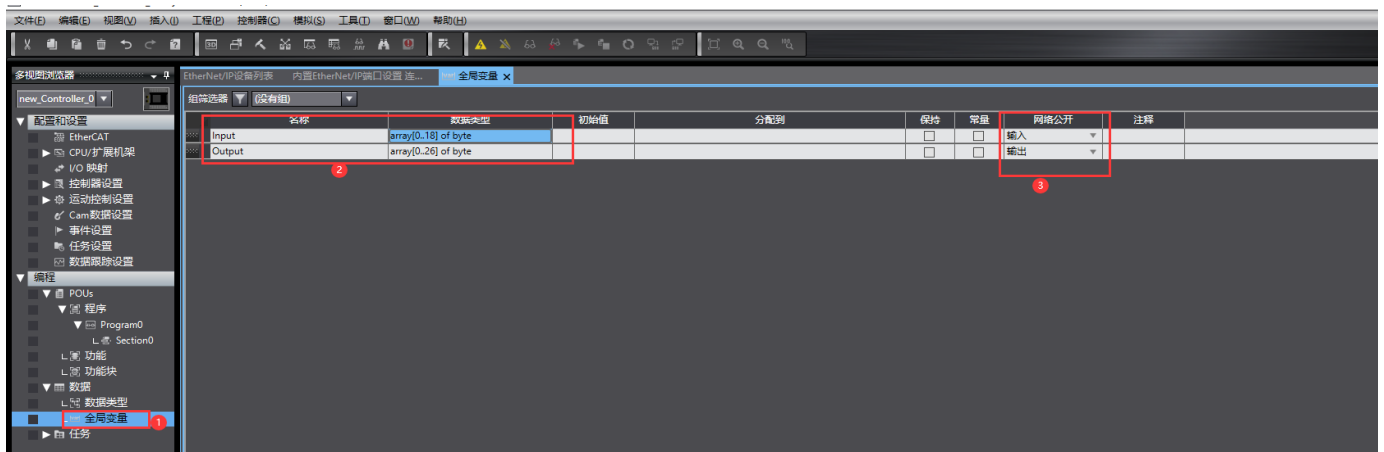 文件(F) 编辑(E) 视图(V) 插入(I) 工程(P) 控制器(C) 模拟(S) 工具(T) 窗口(W) 帮助(H)
多视图浏览器
EtherNet/IP设备列表 内置EtherNet/IP端口设置 连... 全局变量
new_Controller_0
组筛选器 (没有组)
配置和设置
EtherCAT
CPU/扩展机架
I/O 映射
控制器设置
运动控制设置
Cam数据设置
事件设置
任务设置
数据跟踪设置
编程
POUs
程序
Program0
Section0
功能
功能块
数据
数据类型
全局变量 1
任务
名称 数据类型 初始值 分配到 保持 常量 网络公开 注释
Input array[0..18] of byte 输入
Output array[0..26] of byte 输出
2
3